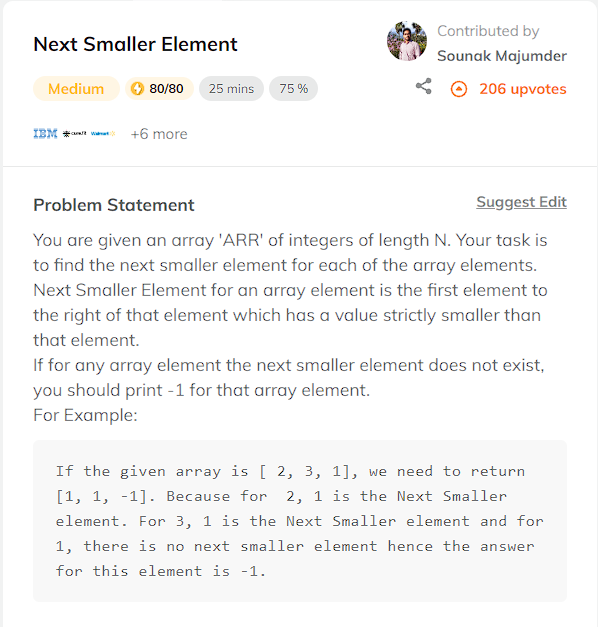 Next Smaller Element
Contributed by
Sounak Majumder
Medium
80/80
25 mins
75 %
206 upvotes
IBM
Walmart
+6 more
Problem Statement
Suggest Edit
You are given an array 'ARR' of integers of length N. Your task is
to find the next smaller element for each of the array elements.
Next Smaller Element for an array element is the first element to
the right of that element which has a value strictly smaller than
that element.
If for any array element the next smaller element does not exist,
you should print -1 for that array element.
For Example:
If the given array is [ 2, 3, 1], we need to return
[1, 1, -1]. Because for  2, 1 is the Next Smaller
element. For 3, 1 is the Next Smaller element and for
1, there is no next smaller element hence the answer
for this element is -1.